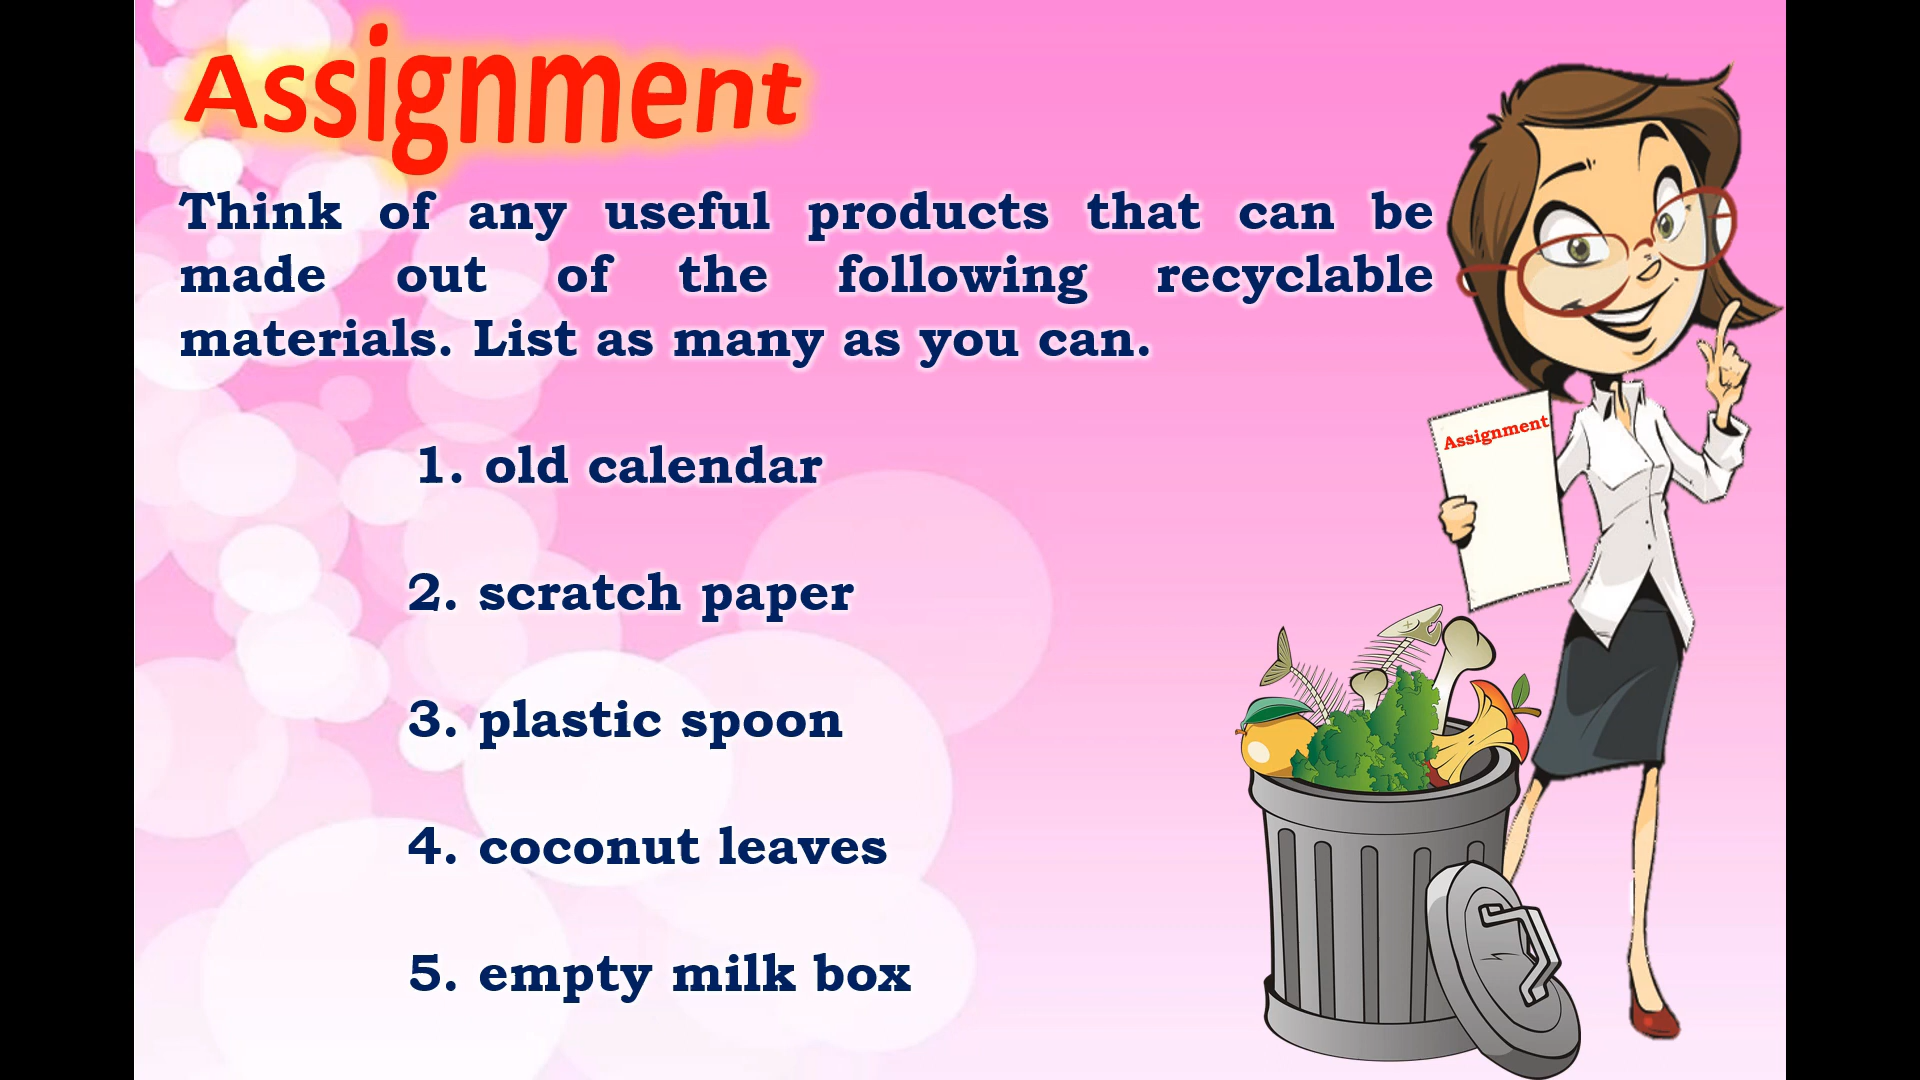 Assignment
Think of any useful products that can be
made out of the following recyclable
materials. List as many as you can.
1. old calendar
2. scratch paper
3. plastic spoon
4. coconut leaves
5. empty milk box
Assignment